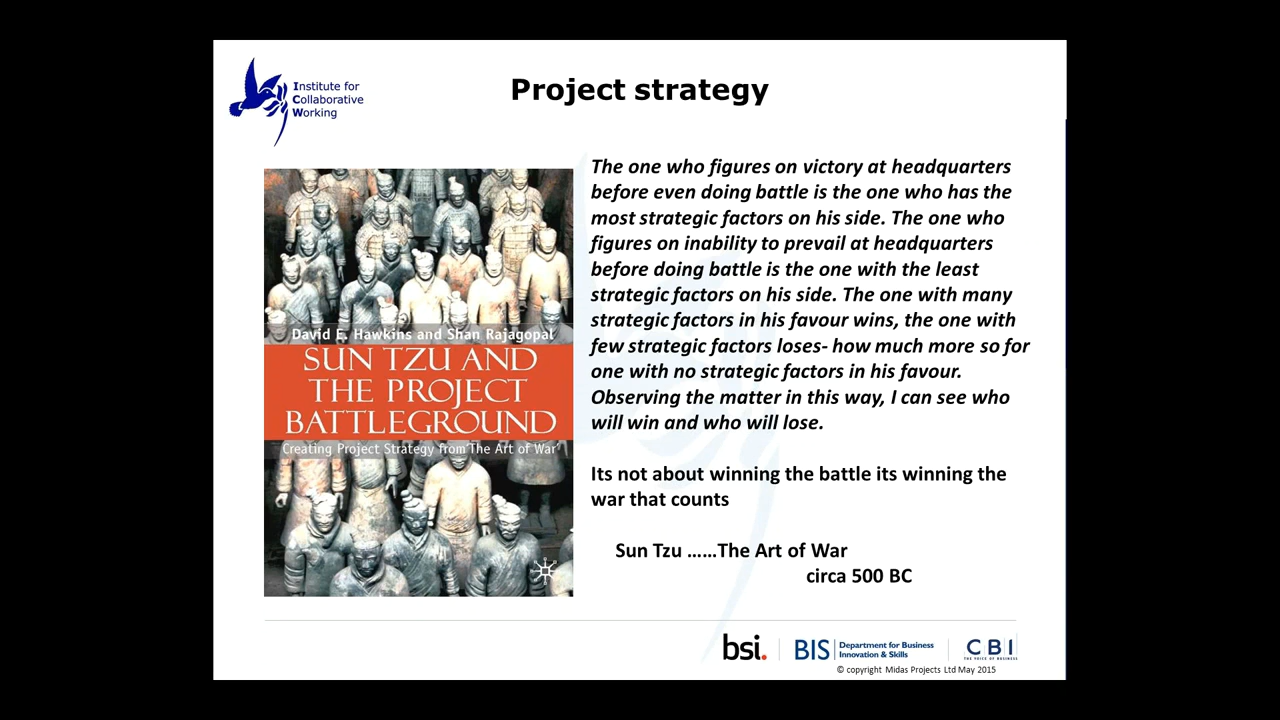 Institute for
Collaborative
Working
Project strategy
The one who figures on victory at headquarters
before even doing battle is the one who has the
most strategic factors on his side. The one who
figures on inability to prevail at headquarters
before doing battle is the one with the least
strategic factors on his side. The one with many
strategic factors in his favour wins, the one with
few strategic factors loses- how much more so for
one with no strategic factors in his favour.
Observing the matter in this way, I can see who
will win and who will lose.
Its not about winning the battle its winning the
war that counts
Sun Tzu ......The Art of War
circa 500 BC
David E. Hawkins and Shan Rajagopal
SUN TZU AND
THE PROJECT
BATTLEGROUND
Creating Project Strategy from The Art of War
bsi.
BIS Department for Business
Innovation & Skills
CBI
THE VOICE OF BUSINESS
© copyright Midas Projects Ltd May 2015